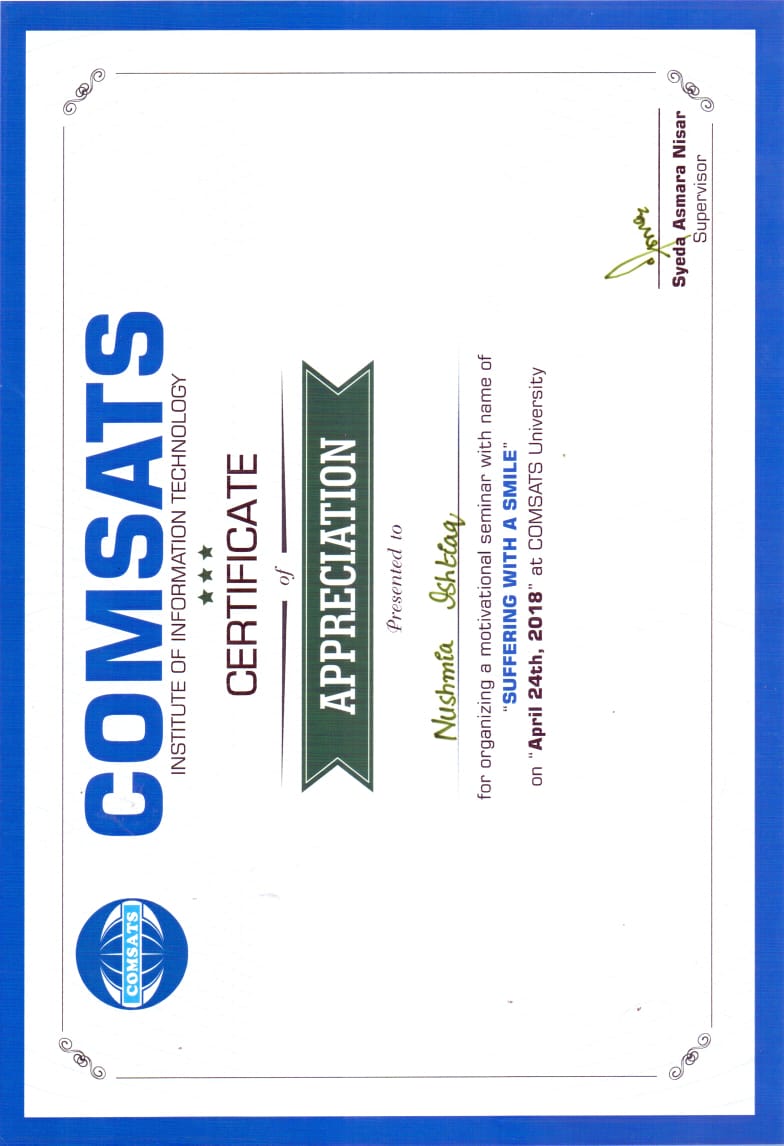 COMSATS
COMSATS
INSTITUTE OF INFORMATION TECHNOLOGY
CERTIFICATE
of
APPRECIATION
Presented to
Nushmia Ishtiaq
for organizing a motivational seminar with name of
"SUFFERING WITH A SMILE"
on "April 24th, 2018" at COMSATS University
Syeda Asmara Nisar
Supervisor